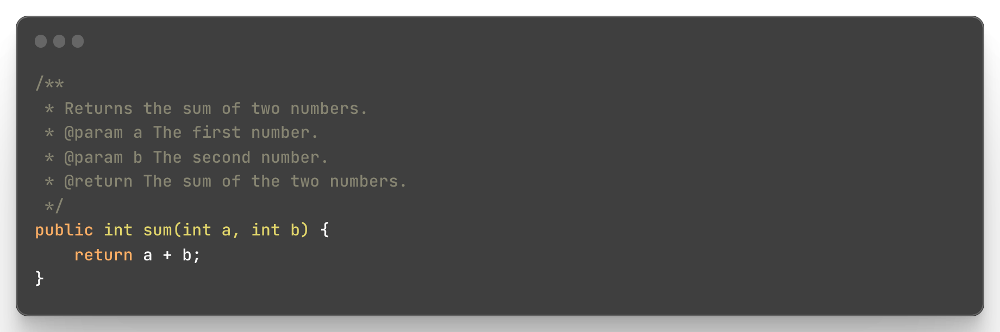 /**
 * Returns the sum of two numbers.
 * @param a The first number.
 * @param b The second number.
 * @return The sum of the two numbers.
 */
public int sum(int a, int b) {
    return a + b;
}